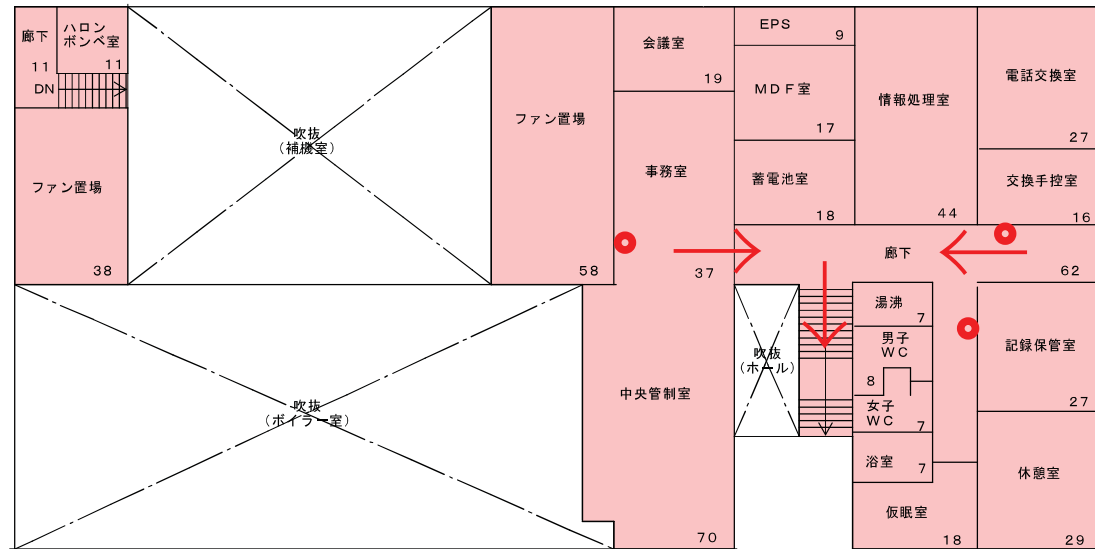 廊下
11
ハロン
ボンベ室
11
DN
ファン置場
38
吹抜
(補機室)
ファン置場
58
会議室
19
事務室
37
EPS
9
MDF室
17
蓄電池室
18
情報処理室
44
電話交換室
27
交換手控室
16
廊下
62
吹抜
(ボイラー室)
中央管制室
70
吹抜
(ホール)
湯沸
7
男子
WC
8
女子
WC
7
浴室
7
仮眠室
18
記録保管室
27
休憩室
29